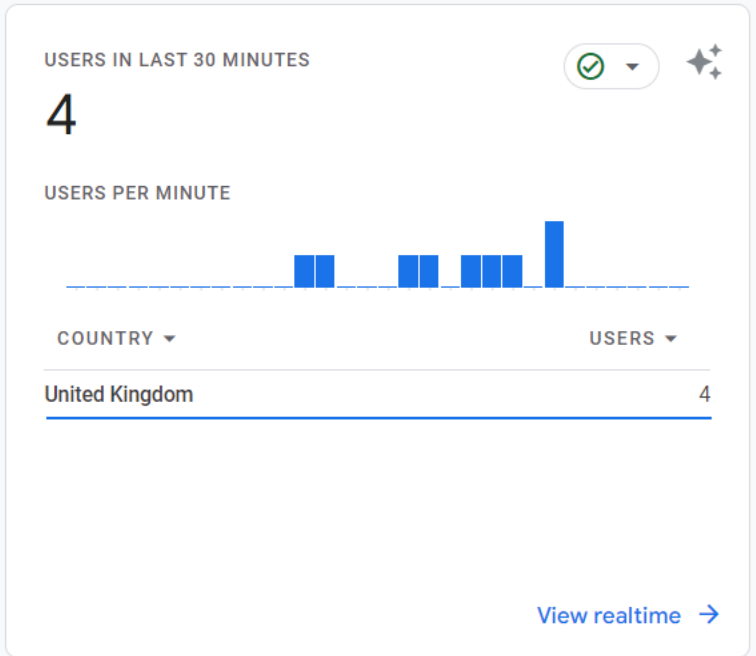 USERS IN LAST 30 MINUTES
4
USERS PER MINUTE
COUNTRY USERS
United Kingdom 4
View realtime